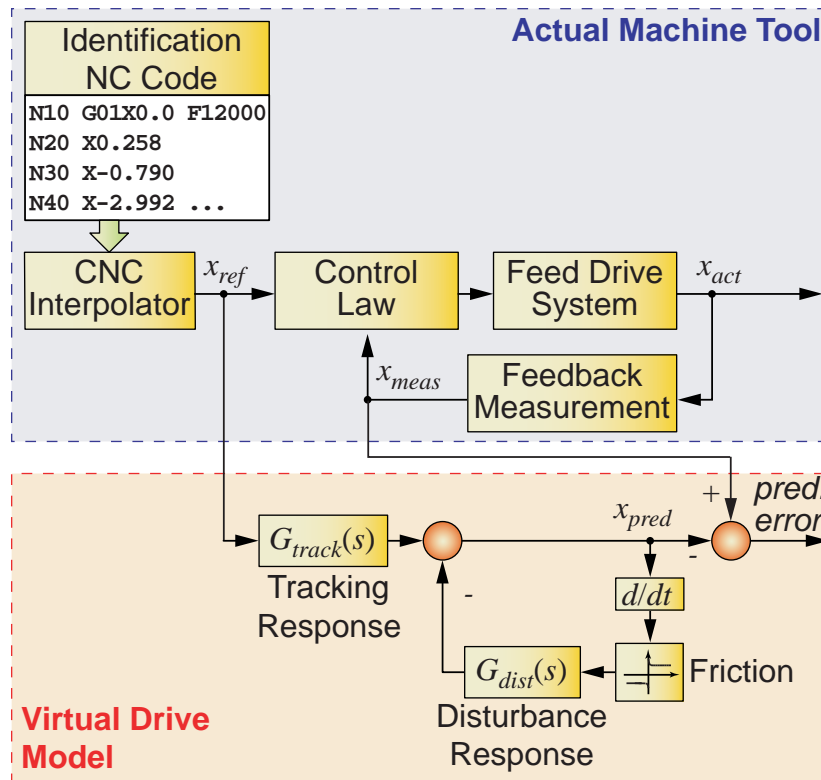 Actual Machine Tool
Identification
NC Code
N10 G01X0.0 F12000
N20 X0.258
N30 X-0.790
N40 X-2.992 ...
CNC
Interpolator
x_ref
Control
Law
Feed Drive
System
x_act
x_meas
Feedback
Measurement
+
pred.
error
x_pred
G_track(s)
-
-
Tracking
Response
d/dt
G_dist(s)
Friction
Disturbance
Response
Virtual Drive
Model